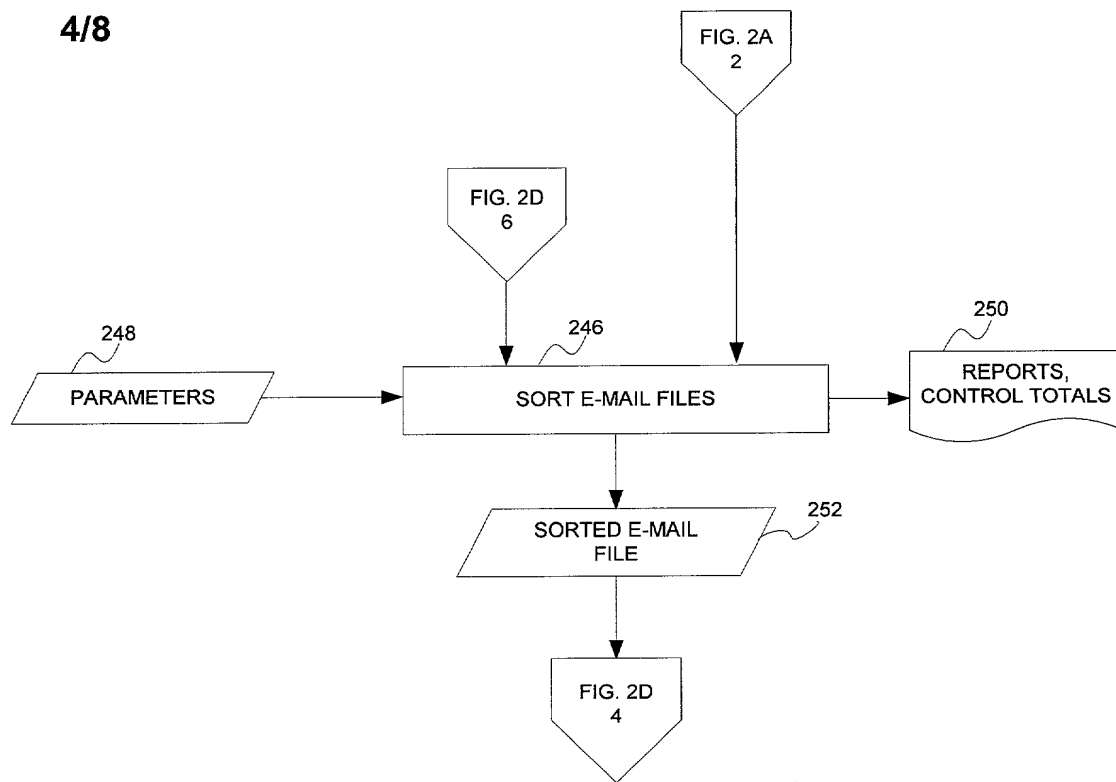 4/8
FIG. 2A
2
FIG. 2D
6
248
246
250
PARAMETERS
SORT E-MAIL FILES
REPORTS,
CONTROL TOTALS
252
SORTED E-MAIL
FILE
FIG. 2D
4